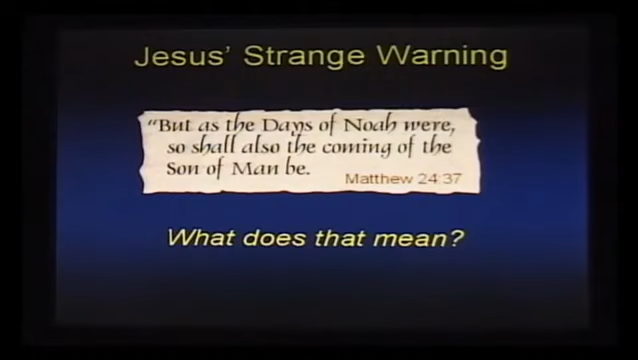 Jesus' Strange Warning
"But as the Days of Noah were,
so shall also the coming of the
Son of Man be.
Matthew 24:37
What does that mean?